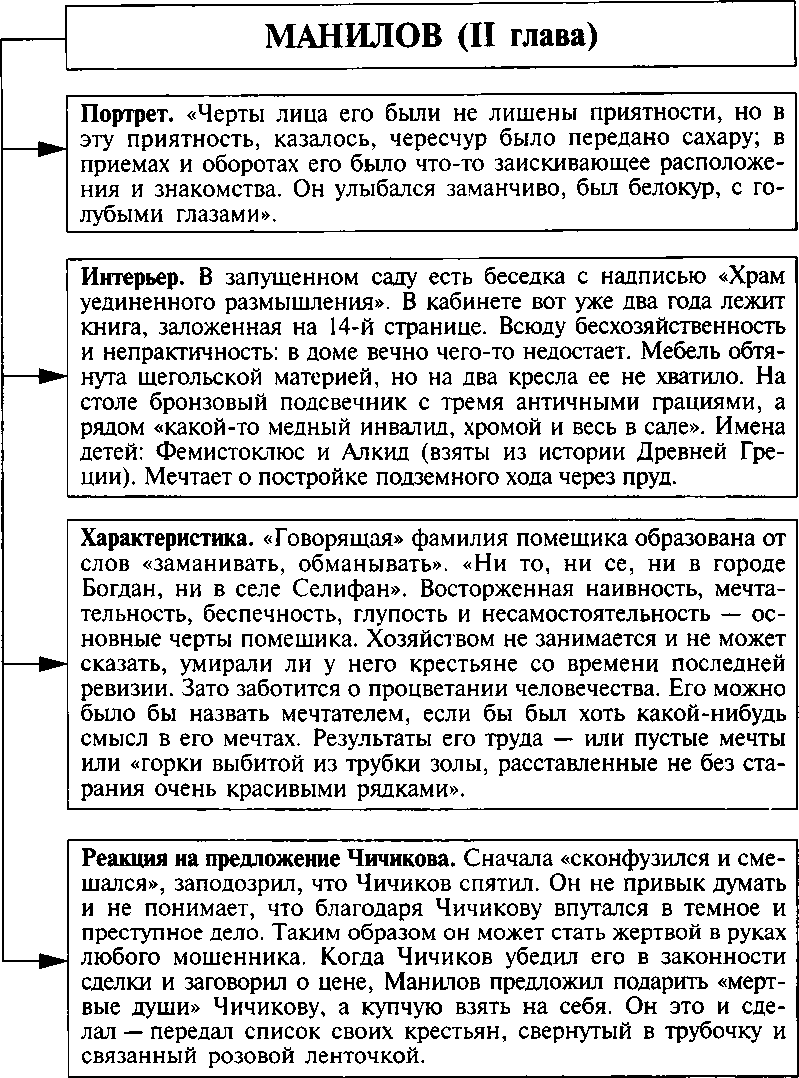 МАНИЛОВ (II глава)
Портрет. «Черты лица его были не лишены приятности, но в
эту приятность, казалось, чересчур было передано сахару; в
приемах и оборотах его было что-то заискивающее расположе-
ния и знакомства. Он улыбался заманчиво, был белокур, с го-
лубыми глазами».
Интерьер. В запущенном саду есть беседка с надписью «Храм
уединенного размышления». В кабинете вот уже два года лежит
книга, заложенная на 14-й странице. Всюду бесхозяйственность
и непрактичность: в доме вечно чего-то недостает. Мебель обтя-
нута щегольской материей, но на два кресла ее не хватило. На
столе бронзовый подсвечник с тремя античными грациями, а
рядом «какой-то медный инвалид, хромой и весь в сале». Имена
детей: Фемистоклюс и Алкид (взяты из истории Древней Гре-
ции). Мечтает о постройке подземного хода через пруд.
Характеристика. «Говорящая» фамилия помещика образована от
слов «заманивать, обманывать». «Ни то, ни се, ни в городе
Богдан, ни в селе Селифан». Восторженная наивность, мечта-
тельность, беспечность, глупость и несамостоятельность — ос-
новные черты помещика. Хозяйством не занимается и не может
сказать, умирали ли у него крестьяне со времени последней
ревизии. Зато заботится о процветании человечества. Его можно
было бы назвать мечтателем, если бы был хоть какой-нибудь
смысл в его мечтах. Результаты его труда — или пустые мечты
или «горки выбитой из трубки золы, расставленные не без ста-
рания очень красивыми рядками».
Реакция на предложение Чичикова. Сначала «сконфузился и сме-
шался», заподозрил, что Чичиков спятил. Он не привык думать
и не понимает, что благодаря Чичикову впутался в темное и
преступное дело. Таким образом он может стать жертвой в руках
любого мошенника. Когда Чичиков убедил его в законности
сделки и заговорил о цене, Манилов предложил подарить «мерт-
вые души» Чичикову, а купчую взять на себя. Он это и сде-
лал — передал список своих крестьян, свернутый в трубочку и
связанный розовой ленточкой.